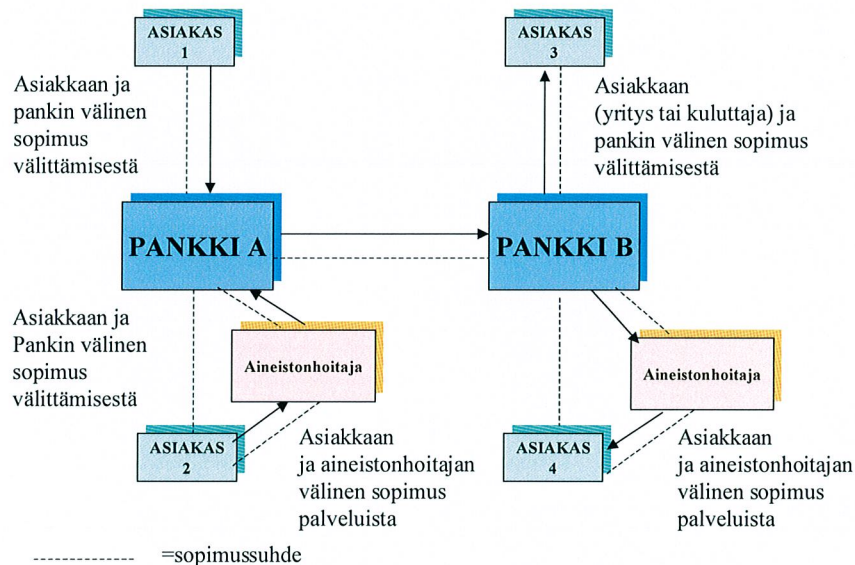 ASIAKAS
1
ASIAKAS
3
Asiakkaan ja
pankin välinen
sopimus
välittämisestä
Asiakkaan
(yritys tai kuluttaja) ja
pankin välinen sopimus
välittämisestä
PANKKI A
PANKKI B
Asiakkaan ja
Pankin välinen
sopimus
välittämisestä
Aineistonhoitaja
Aineistonhoitaja
ASIAKAS
2
Asiakkaan
ja aineistonhoitajan
välinen sopimus
palveluista
ASIAKAS
4
Asiakkaan
ja aineistonhoitajan
välinen sopimus
palveluista
=sopimussuhde